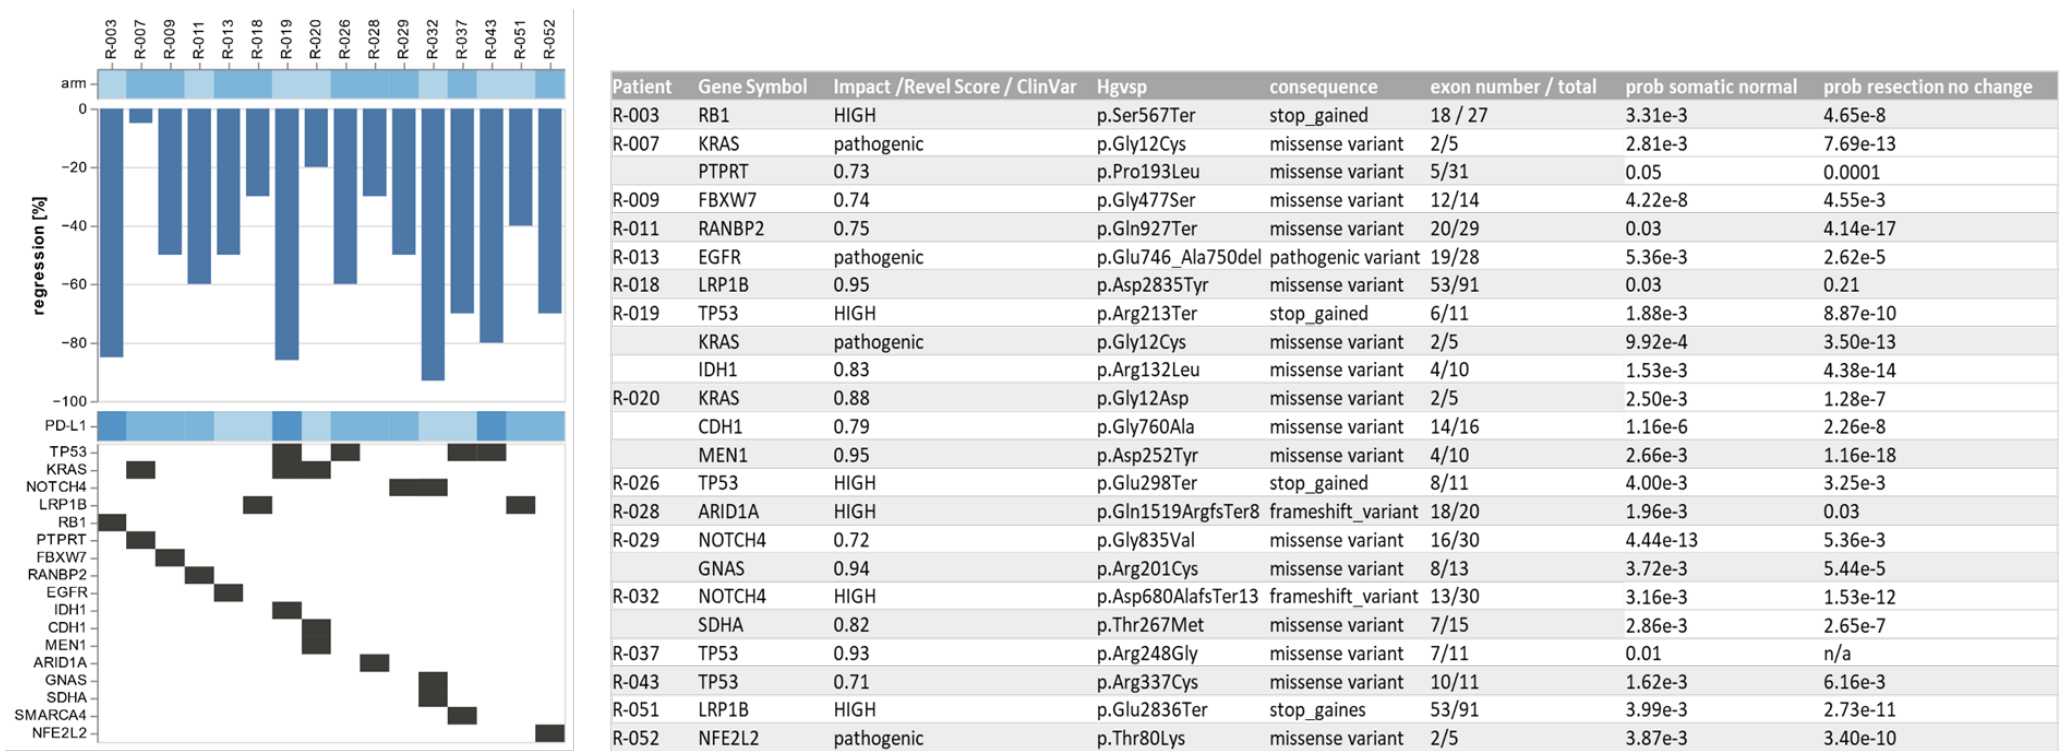 R-003 R-007 R-009 R-011 R-013 R-018 R-019 R-020 R-026 R-028 R-029 R-032 R-037 R-043 R-051 R-052
arm
regression [%]
0
−20
−40
−60
−80
−100
PD-L1
TP53
KRAS
NOTCH4
LRP1B
RB1
PTPRT
FBXW7
RANBP2
EGFR
IDH1
CDH1
MEN1
ARID1A
GNAS
SDHA
SMARCA4
NFE2L2
Patient Gene Symbol Impact /Revel Score / ClinVar Hgvsp consequence exon number / total prob somatic normal prob resection no change
R-003 RB1 HIGH p.Ser567Ter stop_gained 18 / 27 3.31e-3 4.65e-8
R-007 KRAS pathogenic p.Gly12Cys missense variant 2/5 2.81e-3 7.69e-13
PTPRT 0.73 p.Pro193Leu missense variant 5/31 0.05 0.0001
R-009 FBXW7 0.74 p.Gly477Ser missense variant 12/14 4.22e-8 4.55e-3
R-011 RANBP2 0.75 p.Gln927Ter missense variant 20/29 0.03 4.14e-17
R-013 EGFR pathogenic p.Glu746_Ala750del pathogenic variant 19/28 5.36e-3 2.62e-5
R-018 LRP1B 0.95 p.Asp2835Tyr missense variant 53/91 0.03 0.21
R-019 TP53 HIGH p.Arg213Ter stop_gained 6/11 1.88e-3 8.87e-10
KRAS pathogenic p.Gly12Cys missense variant 2/5 9.92e-4 3.50e-13
IDH1 0.83 p.Arg132Leu missense variant 4/10 1.53e-3 4.38e-14
R-020 KRAS 0.88 p.Gly12Asp missense variant 2/5 2.50e-3 1.28e-7
CDH1 0.79 p.Gly760Ala missense variant 14/16 1.16e-6 2.26e-8
MEN1 0.95 p.Asp252Tyr missense variant 4/10 2.66e-3 1.16e-18
R-026 TP53 HIGH p.Glu298Ter stop_gained 8/11 4.00e-3 3.25e-3
R-028 ARID1A HIGH p.Gln1519ArgfsTer8 frameshift_variant 18/20 1.96e-3 0.03
R-029 NOTCH4 0.72 p.Gly835Val missense variant 16/30 4.44e-13 5.36e-3
GNAS 0.94 p.Arg201Cys missense variant 8/13 3.72e-3 5.44e-5
R-032 NOTCH4 HIGH p.Asp680AlafsTer13 frameshift_variant 13/30 3.16e-3 1.53e-12
SDHA 0.82 p.Thr267Met missense variant 7/15 2.86e-3 2.65e-7
R-037 TP53 0.93 p.Arg248Gly missense variant 7/11 0.01 n/a
R-043 TP53 0.71 p.Arg337Cys missense variant 10/11 1.62e-3 6.16e-3
R-051 LRP1B HIGH p.Glu2836Ter stop_gaines 53/91 3.99e-3 2.73e-11
R-052 NFE2L2 pathogenic p.Thr80Lys missense variant 2/5 3.87e-3 3.40e-10